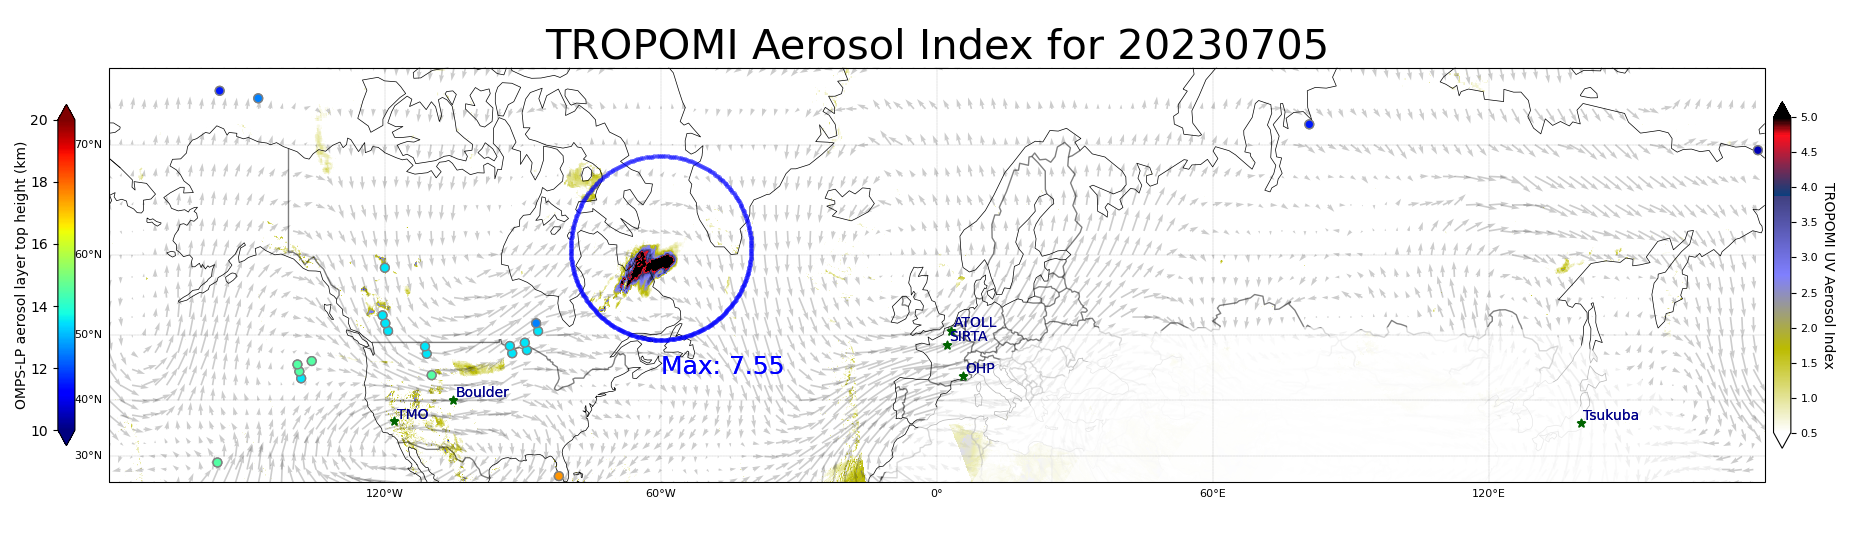 TROPOMI Aerosol Index for 20230705
OMPS-LP aerosol layer top height (km)
20
18
16
14
12
10
70°N
60°N
50°N
40°N
30°N
120°W
60°W
0°
60°E
120°E
Max: 7.55
Boulder
TMO
ATOLL
SIRTA
OHP
Tsukuba
5.0
4.5
4.0
3.5
3.0
2.5
2.0
1.5
1.0
0.5
TROPOMI UV Aerosol Index